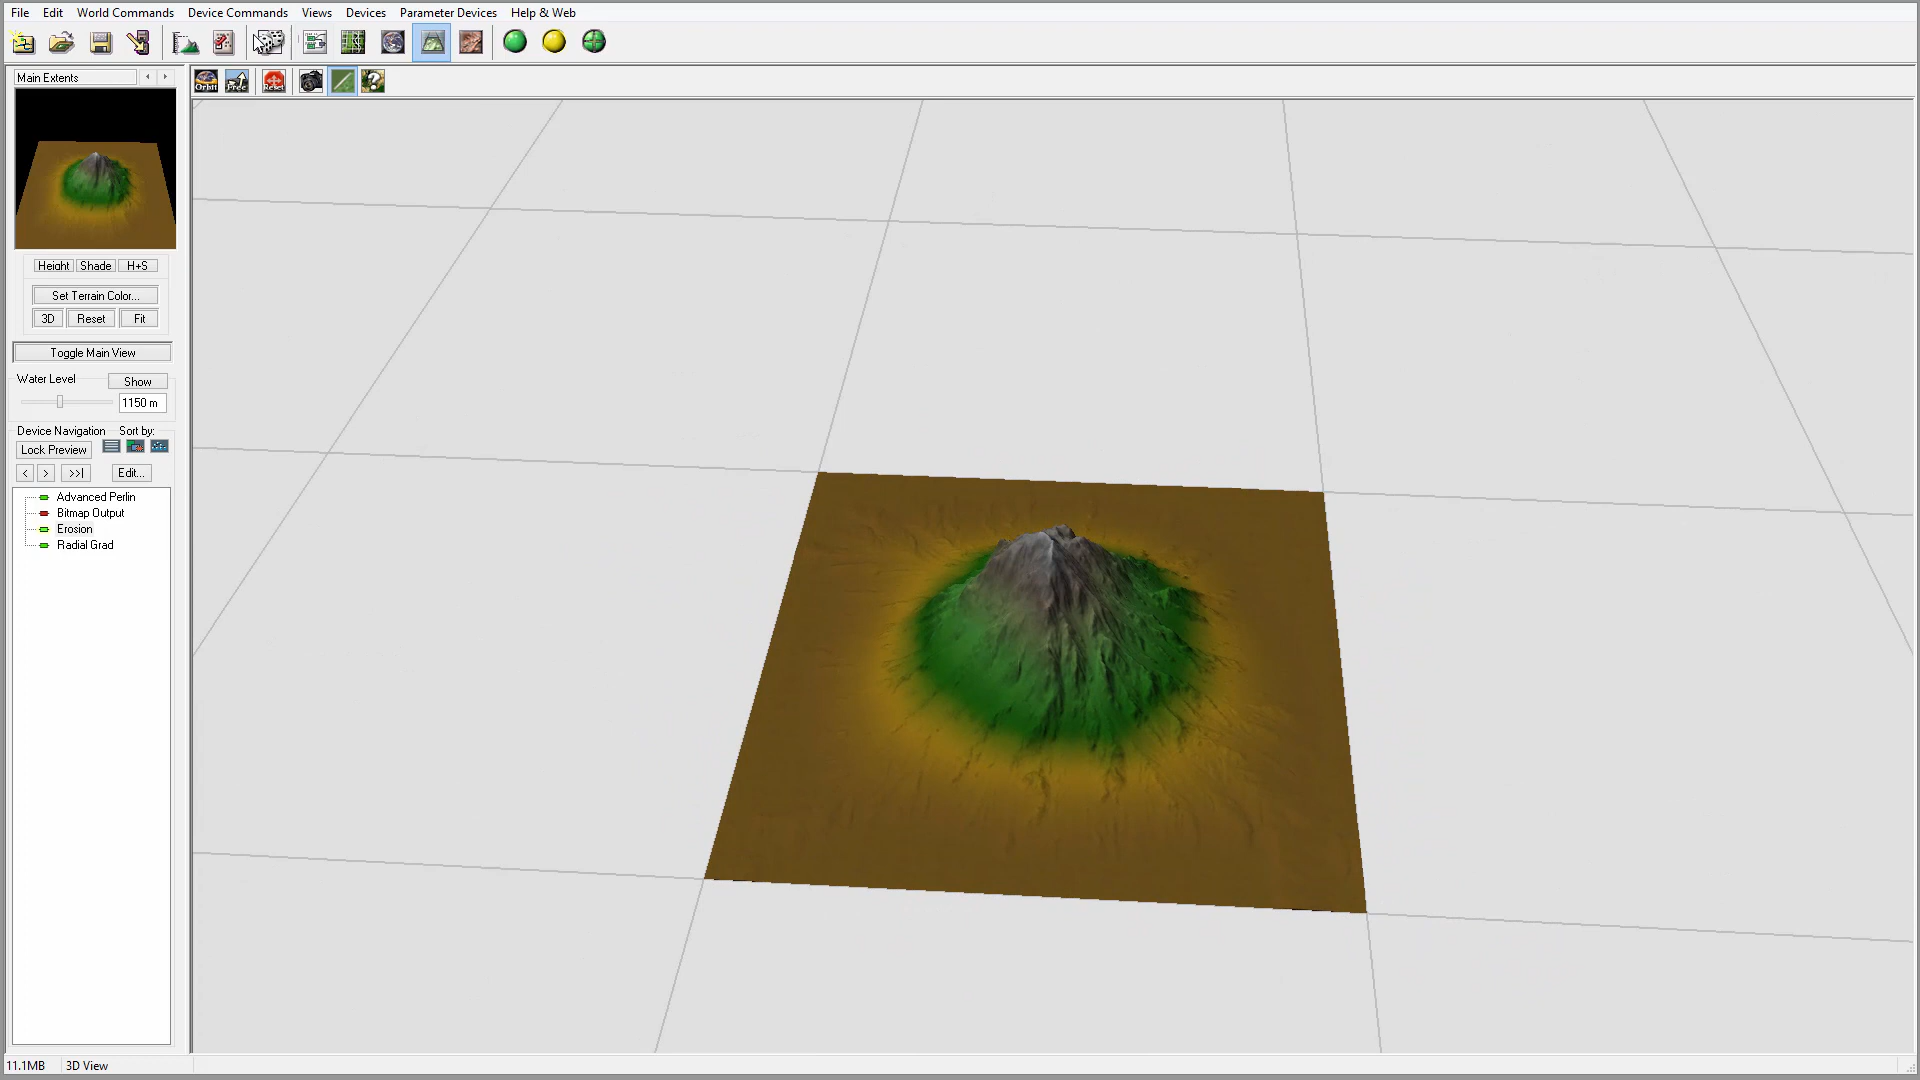 File Edit World Commands Device Commands Views Devices Parameter Devices Help & Web
Main Extents
Orbit Free Reset
Height Shade H+S
Set Terrain Color...
3D Reset Fit
Toggle Main View
Water Level Show
1150 m
Device Navigation Sort by:
Lock Preview
< > >>| Edit...
Advanced Perlin
Bitmap Output
Erosion
Radial Grad
11.1MB 3D View